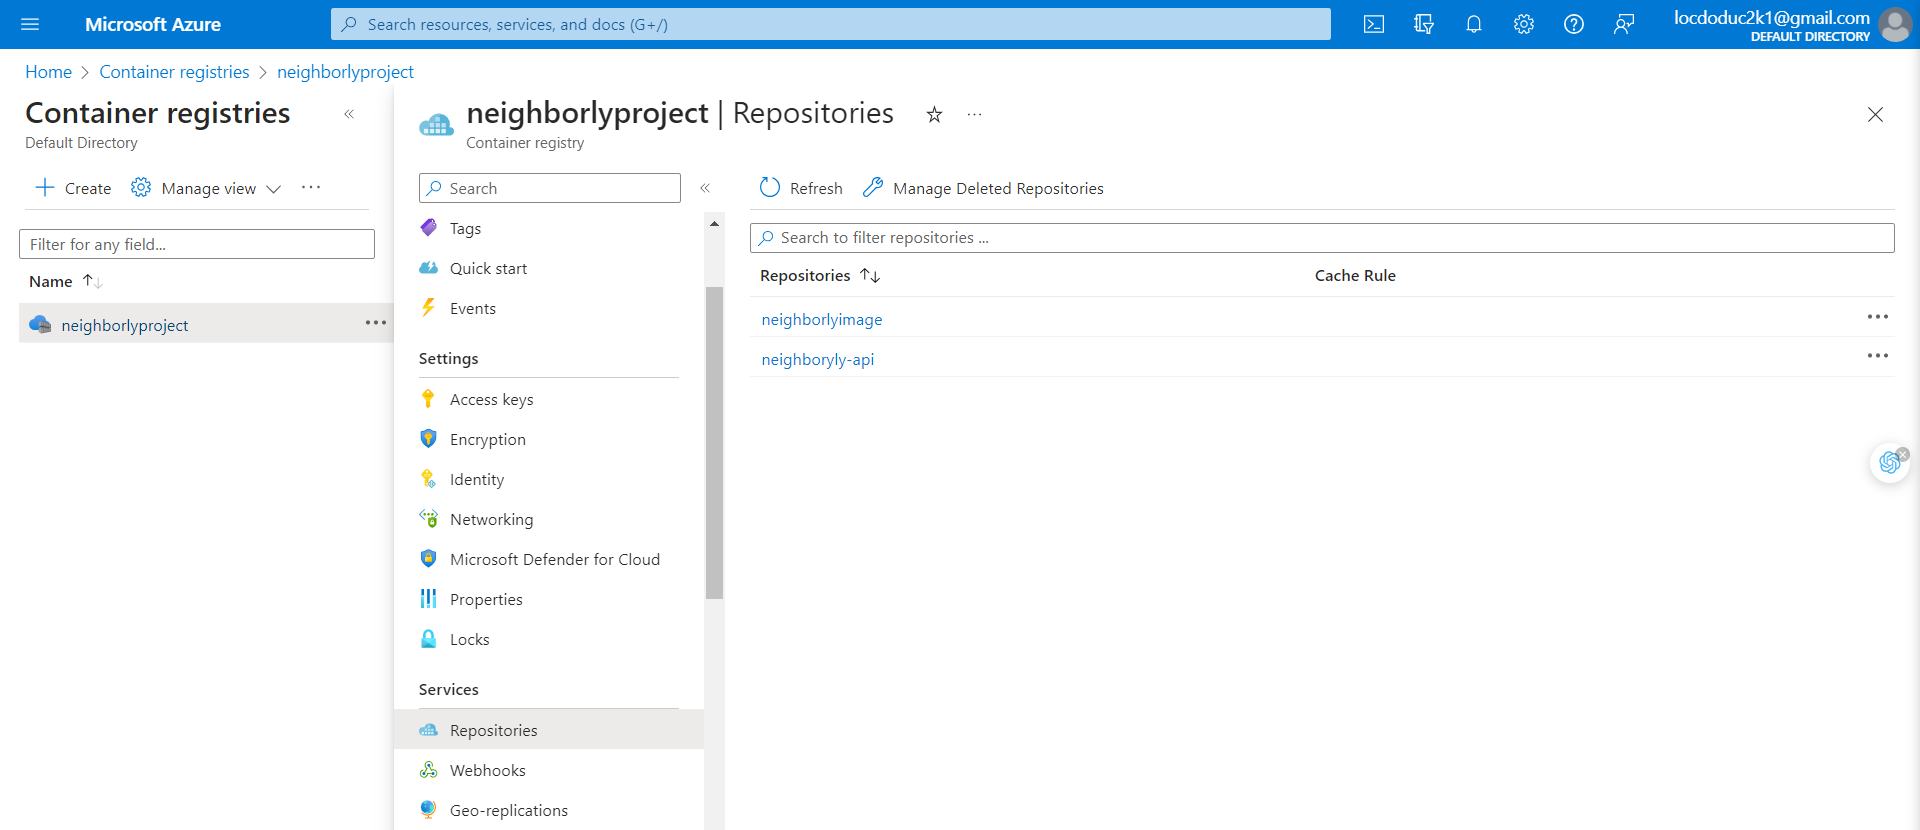 Microsoft Azure
Search resources, services, and docs (G+/)
locdoduc2k1@gmail.com
DEFAULT DIRECTORY
Home > Container registries > neighborlyproject
Container registries
Default Directory
Create
Manage view
Filter for any field...
Name
neighborlyproject
neighborlyproject | Repositories
Container registry
Search
Tags
Quick start
Events
Settings
Access keys
Encryption
Identity
Networking
Microsoft Defender for Cloud
Properties
Locks
Services
Repositories
Webhooks
Geo-replications
Refresh
Manage Deleted Repositories
Search to filter repositories ...
Repositories
Cache Rule
neighborlyimage
neighboryly-api